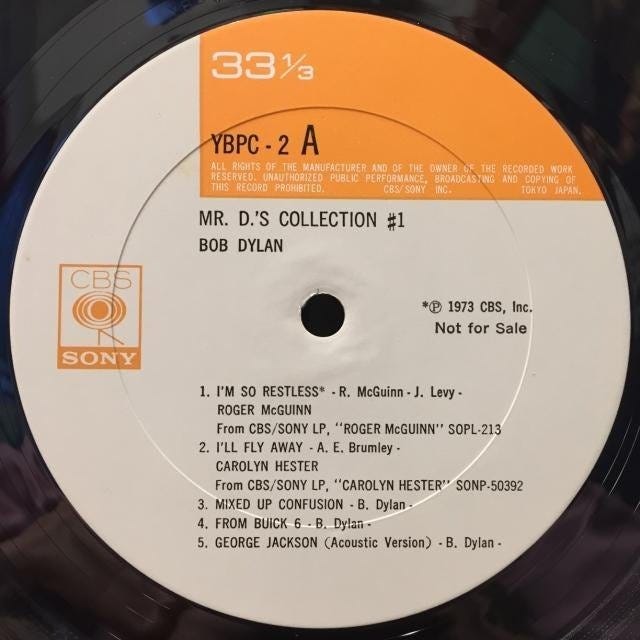 33 1/3
YBPC - 2 A
ALL RIGHTS OF THE MANUFACTURER AND OF THE OWNER OF THE RECORDED WORK
RESERVED. UNAUTHORIZED PUBLIC PERFORMANCE, BROADCASTING AND COPYING OF
THIS RECORD PROHIBITED. CBS/SONY INC. TOKYO JAPAN.
MR. D.'S COLLECTION #1
BOB DYLAN
CBS
SONY
*℗ 1973 CBS, Inc.
Not for Sale
1. I'M SO RESTLESS* - R. McGuinn - J. Levy -
ROGER McGUINN
From CBS/SONY LP, "ROGER McGUINN" SOPL-213
2. I'LL FLY AWAY - A. E. Brumley -
CAROLYN HESTER
From CBS/SONY LP, "CAROLYN HESTER" SONP-50392
3. MIXED UP CONFUSION - B. Dylan -
4. FROM BUICK 6 - B. Dylan -
5. GEORGE JACKSON (Acoustic Version) - B. Dylan -